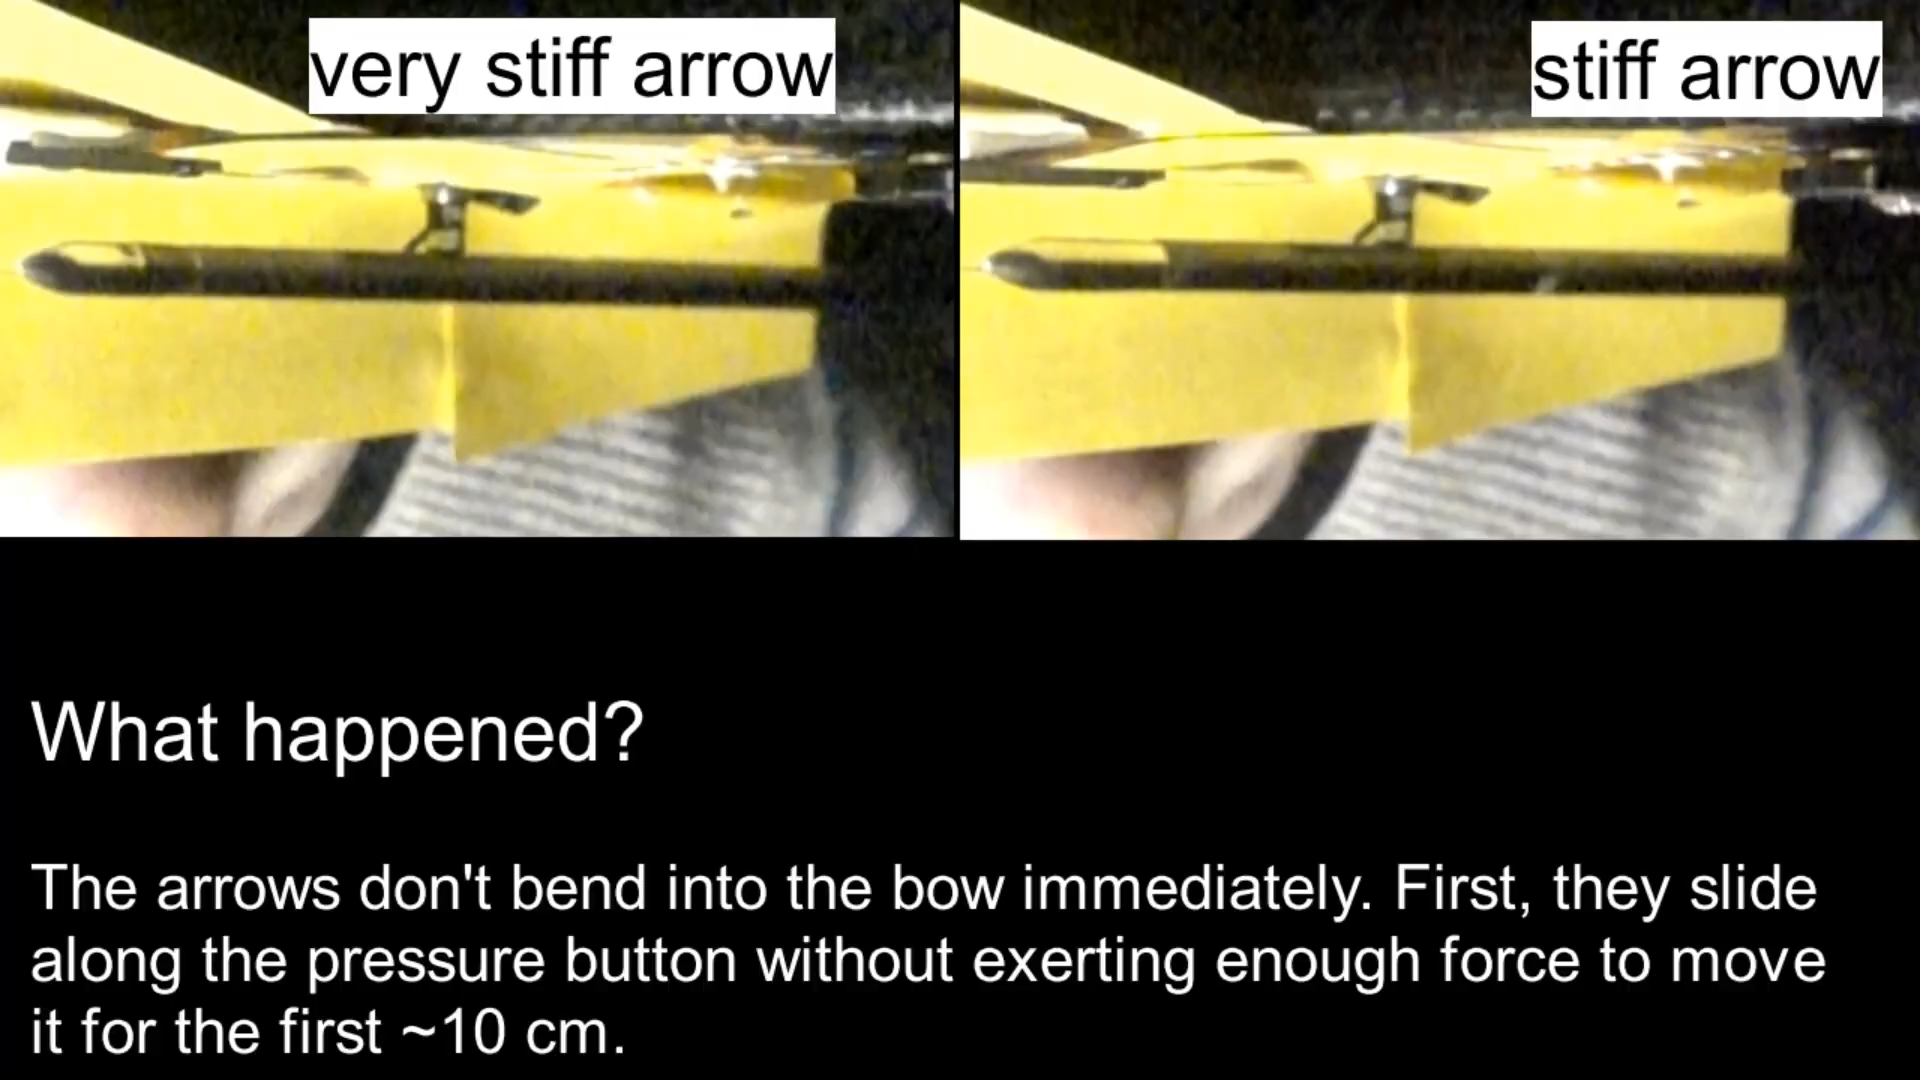 very stiff arrow
stiff arrow
What happened?
The arrows don't bend into the bow immediately. First, they slide
along the pressure button without exerting enough force to move
it for the first ~10 cm.